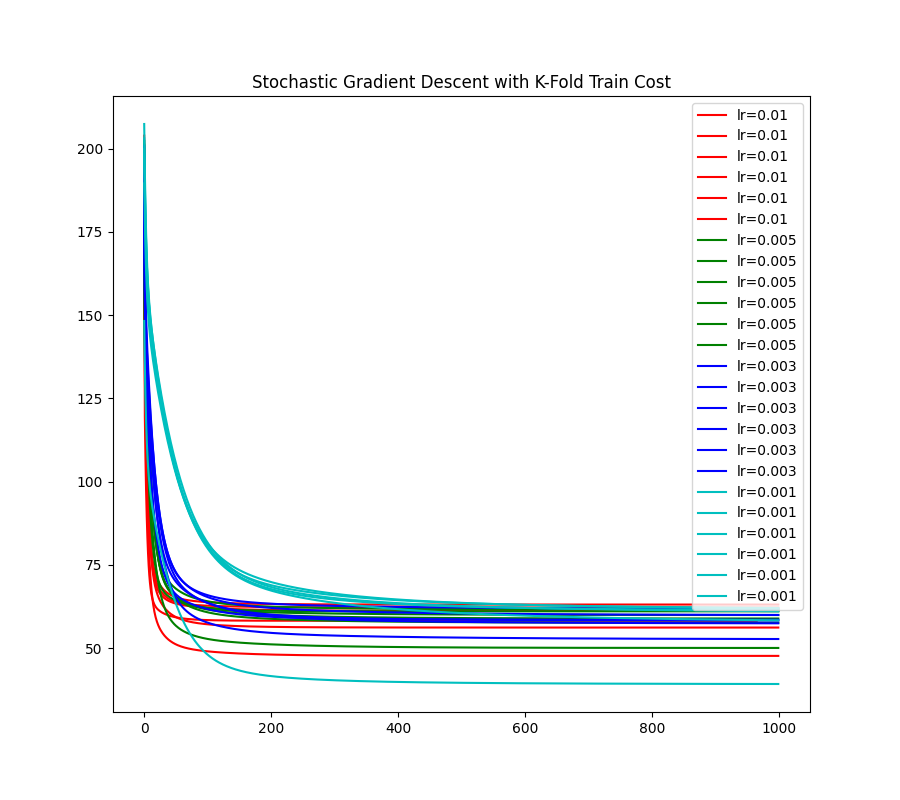 Stochastic Gradient Descent with K-Fold Train Cost
200
175
150
125
100
75
50
0
200
400
600
800
1000
lr=0.01
lr=0.01
lr=0.01
lr=0.01
lr=0.01
lr=0.01
lr=0.005
lr=0.005
lr=0.005
lr=0.005
lr=0.005
lr=0.005
lr=0.003
lr=0.003
lr=0.003
lr=0.003
lr=0.003
lr=0.003
lr=0.001
lr=0.001
lr=0.001
lr=0.001
lr=0.001
lr=0.001